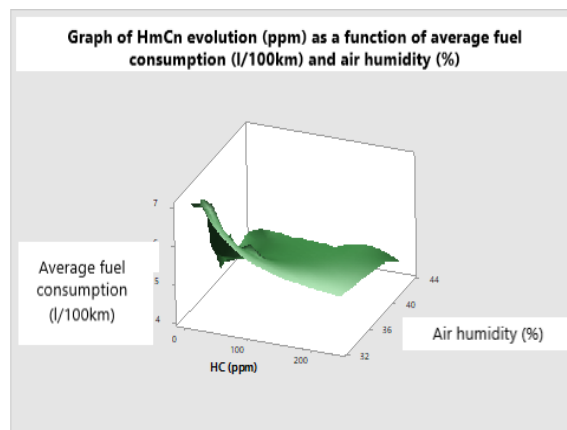 Graph of HmCn evolution (ppm) as a function of average fuel
consumption (l/100km) and air humidity (%)
7
6
5
4
Average fuel
consumption
(l/100km)
0
100
200
HC (ppm)
32
36
40
44
Air humidity (%)